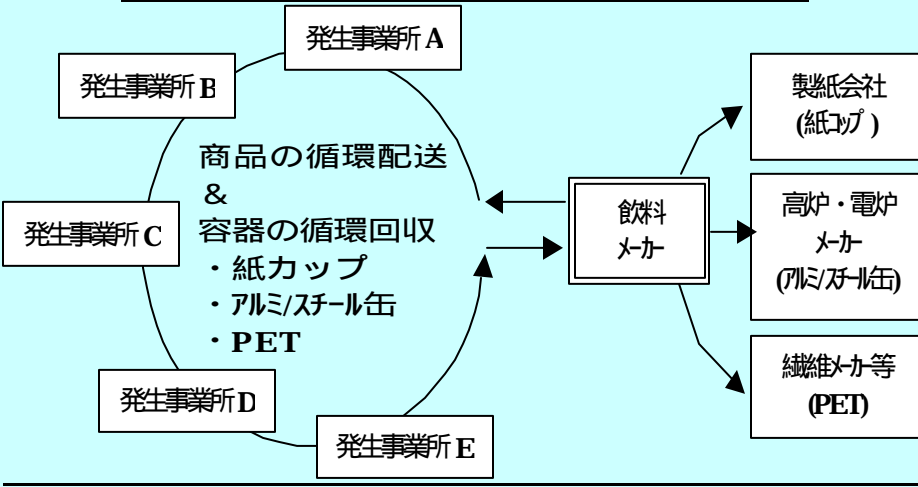 発生事業所A
発生事業所B
発生事業所C
発生事業所D
発生事業所E
商品の循環配送
&
容器の循環回収
・紙カップ
・アルミ/スチール缶
・PET
飲料
メーカー
製紙会社
(紙コップ)
高炉・電炉
メーカー
(アルミ/スチール缶)
繊維メーカー等
(PET)